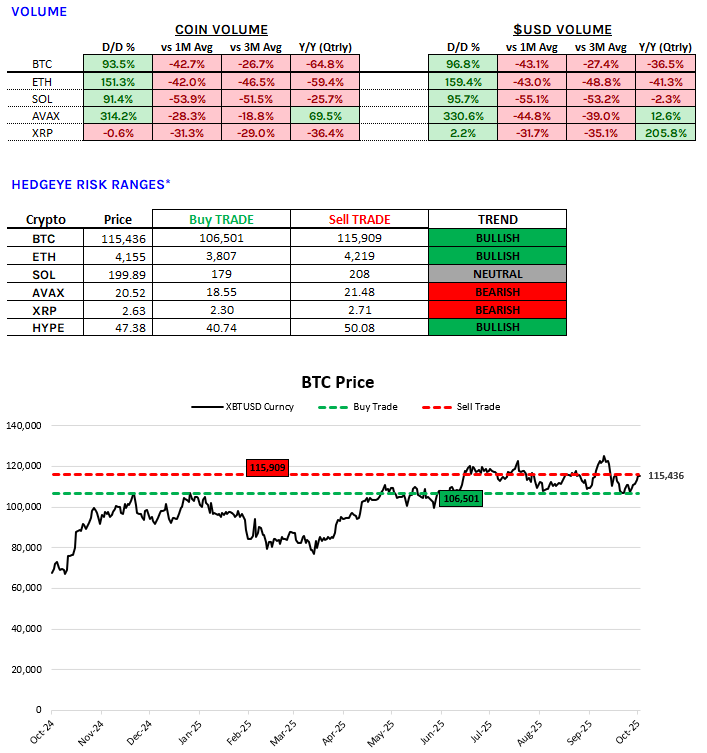 VOLUME
COIN VOLUME $USD VOLUME
D/D % vs 1M Avg vs 3M Avg Y/Y (Qtrly) D/D % vs 1M Avg vs 3M Avg Y/Y (Qtrly)
BTC 93.5% -42.7% -26.7% -64.8% 96.8% -43.1% -27.4% -36.5%
ETH 151.3% -42.0% -46.5% -59.4% 159.4% -43.0% -48.8% -41.3%
SOL 91.4% -53.9% -51.5% -25.7% 95.7% -55.1% -53.2% -2.3%
AVAX 314.2% -28.3% -18.8% 69.5% 330.6% -44.8% -39.0% 12.6%
XRP -0.6% -31.3% -29.0% -36.4% 2.2% -31.7% -35.1% 205.8%
HEDGEYE RISK RANGES*
Crypto Price Buy TRADE Sell TRADE TREND
BTC 115,436 106,501 115,909 BULLISH
ETH 4,155 3,807 4,219 BULLISH
SOL 199.89 179 208 NEUTRAL
AVAX 20.52 18.55 21.48 BEARISH
XRP 2.63 2.30 2.71 BEARISH
HYPE 47.38 40.74 50.08 BULLISH
BTC Price
XBTUSD Curncy Buy Trade Sell Trade
140,000
120,000
115,909
115,436
106,501
100,000
80,000
60,000
40,000
20,000
0
Oct-24 Nov-24 Dec-24 Jan-25 Feb-25 Mar-25 Apr-25 May-25 Jun-25 Jul-25 Aug-25 Sep-25 Oct-25